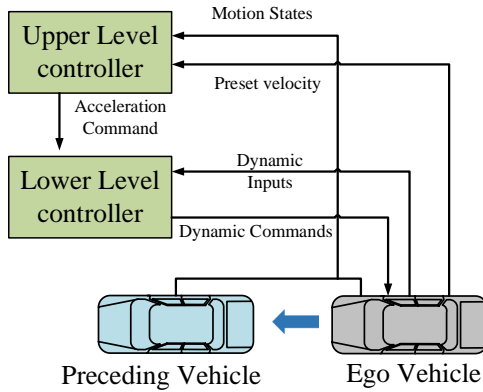 Motion States
Upper Level
controller
Preset velocity
Acceleration
Command
Dynamic
Inputs
Lower Level
controller
Dynamic Commands
Preceding Vehicle
Ego Vehicle